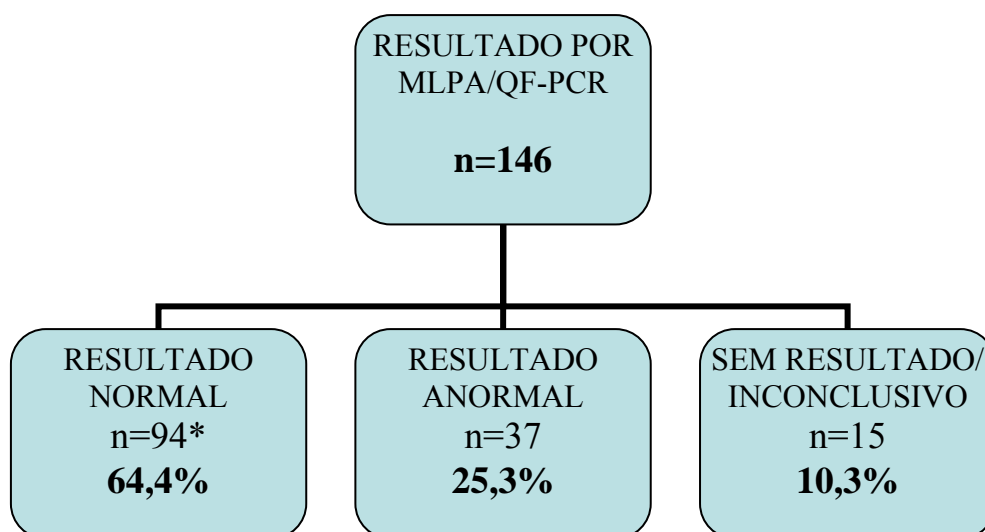 RESULTADO POR
MLPA/QF-PCR
n=146
RESULTADO
NORMAL
n=94*
64,4%
RESULTADO
ANORMAL
n=37
25,3%
SEM RESULTADO/
INCONCLUSIVO
n=15
10,3%